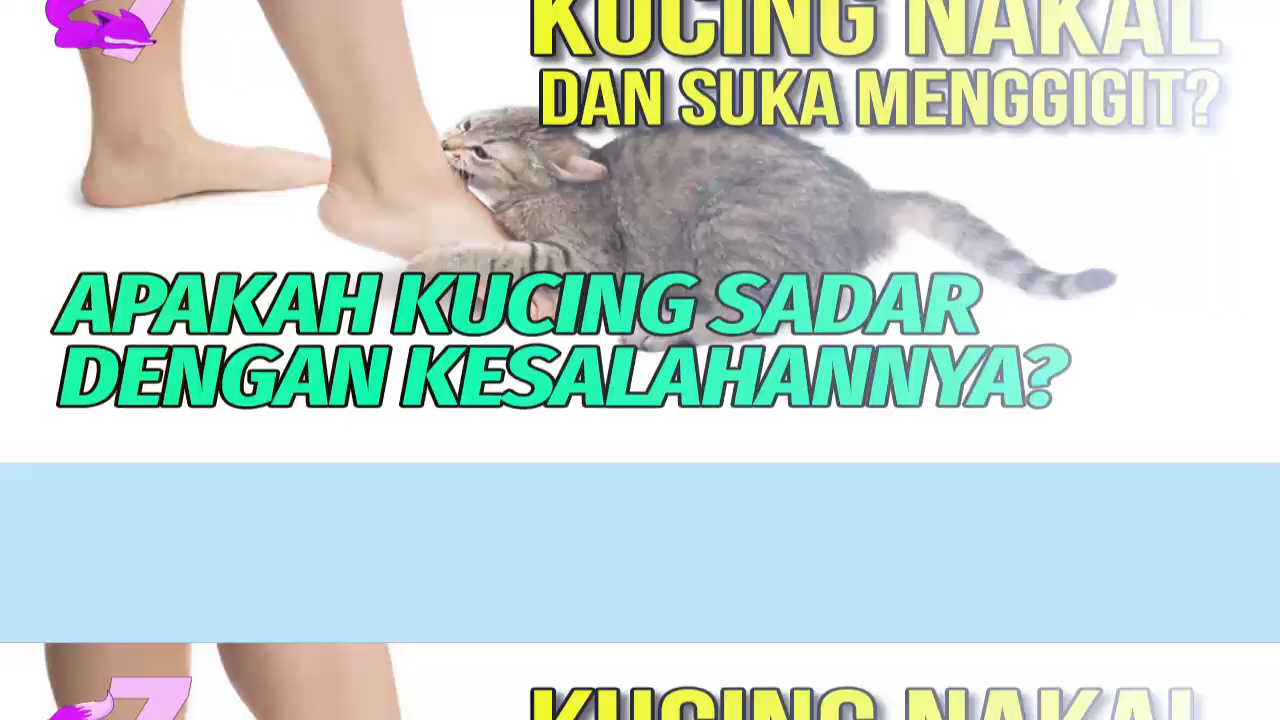 KUCING NAKAL
DAN SUKA MENGGIGIT?
APAKAH KUCING SADAR
DENGAN KESALAHANNYA?
KUCING NAKAL